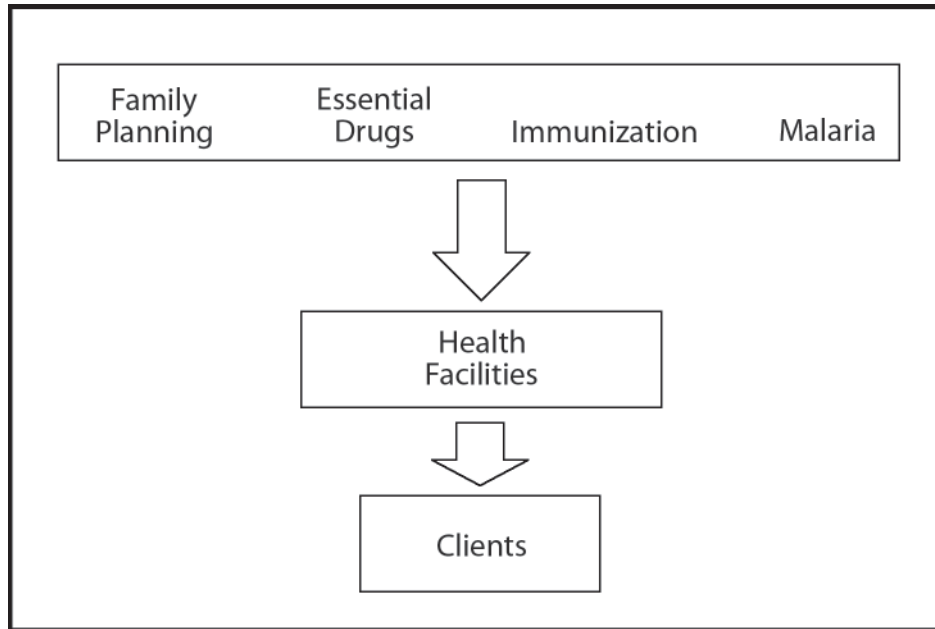 Family
Planning
Essential
Drugs
Immunization
Malaria
Health
Facilities
Clients